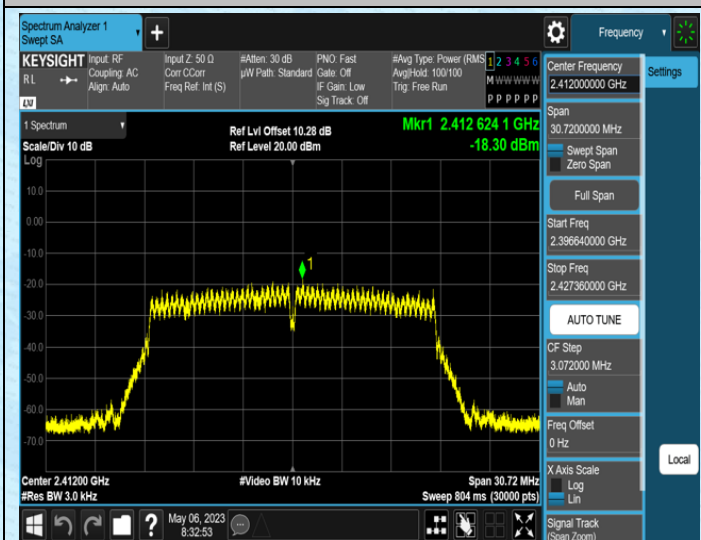 Spectrum Analyzer 1
Swept SA
Frequency
KEYSIGHT
RL
LXI
Input: RF
Coupling: AC
Align: Auto
Input Z: 50 Ω
Corr CCorr
Freq Ref: Int (S)
#Atten: 30 dB
µW Path: Standard
PNO: Fast
Gate: Off
IF Gain: Low
Sig Track: Off
#Avg Type: Power (RMS
Avg|Hold: 100/100
Trig: Free Run
1 2 3 4 5 6
M W W W W W
P P P P P P
1 Spectrum
Scale/Div 10 dB
Log
Ref Lvl Offset 10.28 dB
Ref Level 20.00 dBm
Mkr1 2.412 624 1 GHz
-18.30 dBm
10.0
0.00
-10.0
-20.0
-30.0
-40.0
-50.0
-60.0
-70.0
1
Center 2.41200 GHz
#Res BW 3.0 kHz
#Video BW 10 kHz
Span 30.72 MHz
Sweep 804 ms (30000 pts)
May 06, 2023
8:32:53
?
Center Frequency
2.412000000 GHz
Settings
Span
30.7200000 MHz
Swept Span
Zero Span
Full Span
Start Freq
2.396640000 GHz
Stop Freq
2.427360000 GHz
AUTO TUNE
CF Step
3.072000 MHz
Auto
Man
Freq Offset
0 Hz
X Axis Scale
Log
Lin
Signal Track
(Span Zoom)
Local